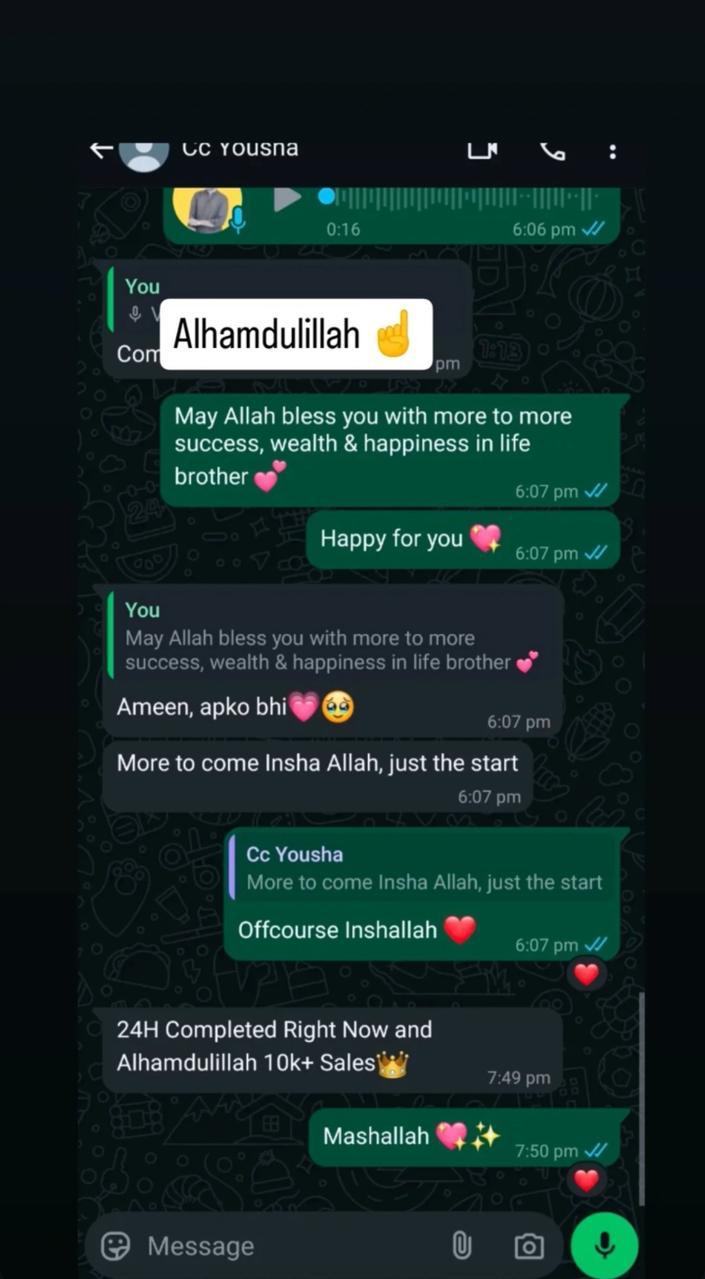 Cc Yousha
0:16
6:06 pm
You
Alhamdulillah ☝️
pm
May Allah bless you with more to more
success, wealth & happiness in life
brother 💕
6:07 pm
Happy for you 💖
6:07 pm
You
May Allah bless you with more to more
success, wealth & happiness in life brother 💕
Ameen, apko bhi💗🥹
6:07 pm
More to come Insha Allah, just the start
6:07 pm
Cc Yousha
More to come Insha Allah, just the start
Offcourse Inshallah ❤️
6:07 pm
❤️
24H Completed Right Now and
Alhamdulillah 10k+ Sales👑
7:49 pm
Mashallah 💖✨
7:50 pm
❤️
Message